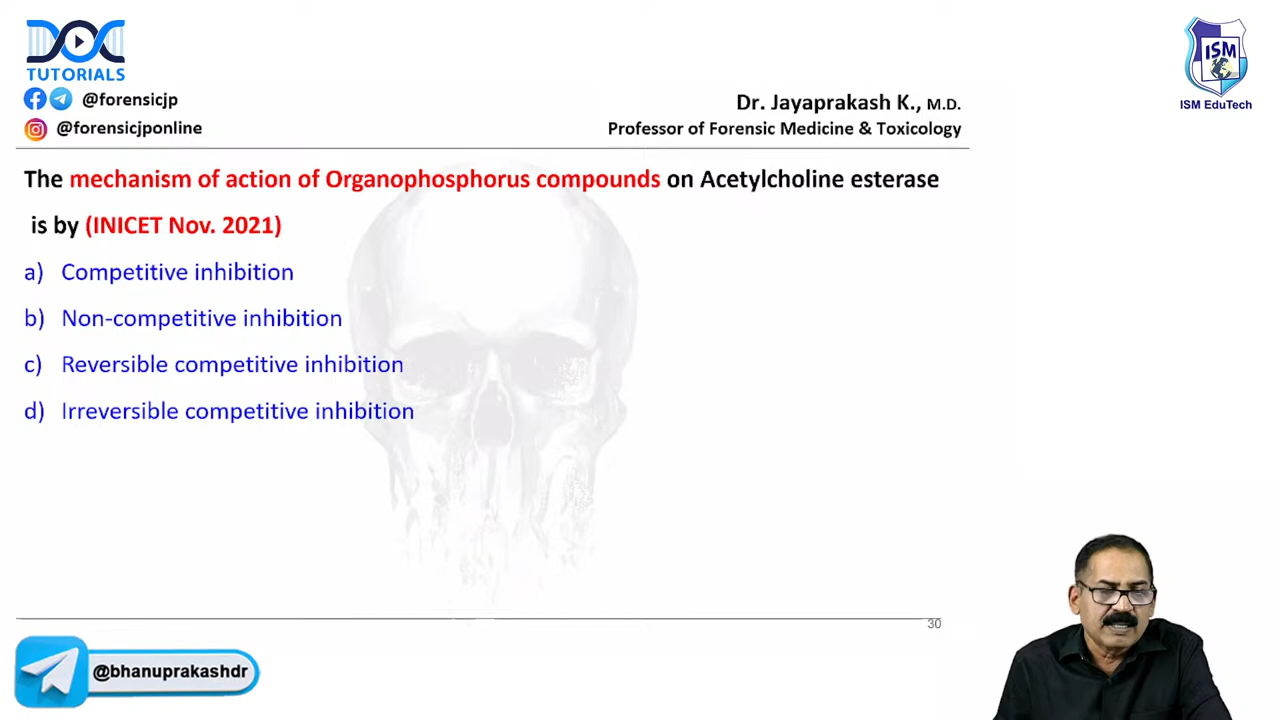 DOC
TUTORIALS
@forensicjp
@forensicjponline
Dr. Jayaprakash K., M.D.
Professor of Forensic Medicine & Toxicology
ISM
ISM EduTech
The mechanism of action of Organophosphorus compounds on Acetylcholine esterase
is by (INICET Nov. 2021)
a) Competitive inhibition
b) Non-competitive inhibition
c) Reversible competitive inhibition
d) Irreversible competitive inhibition
30
@bhanuprakashdr